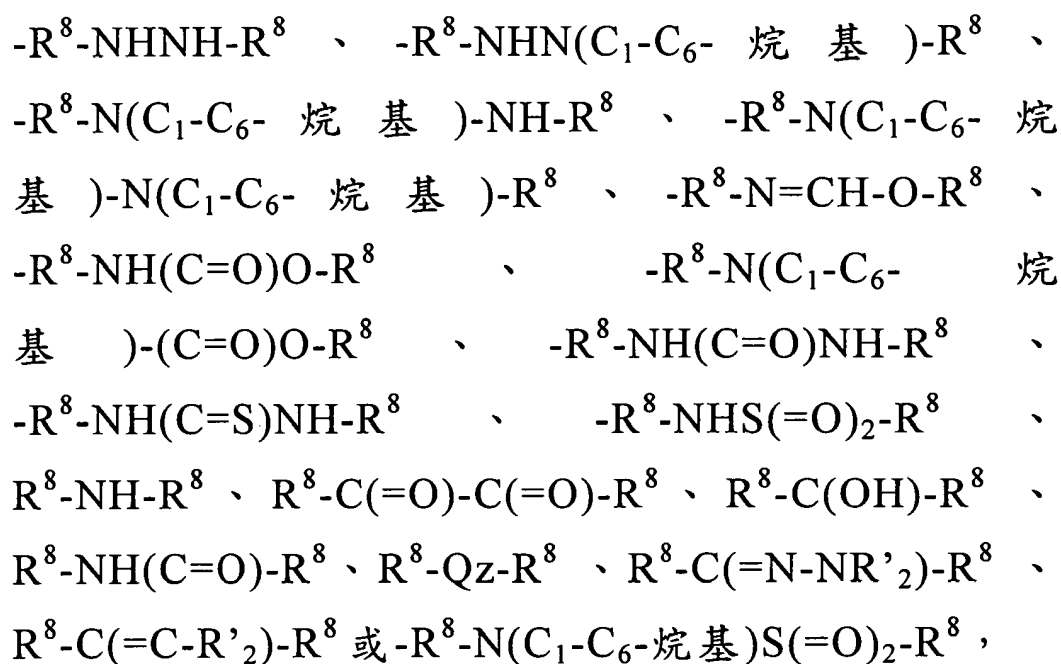 -R⁸-NHNH-R⁸ 、 -R⁸-NHN(C₁-C₆- 烷 基 )-R⁸ 、
-R⁸-N(C₁-C₆- 烷 基 )-NH-R⁸ 、 -R⁸-N(C₁-C₆- 烷
基 )-N(C₁-C₆- 烷 基 )-R⁸ 、 -R⁸-N=CH-O-R⁸ 、
-R⁸-NH(C=O)O-R⁸ 、 -R⁸-N(C₁-C₆- 烷
基 )-(C=O)O-R⁸ 、 -R⁸-NH(C=O)NH-R⁸ 、
-R⁸-NH(C=S)NH-R⁸ 、 -R⁸-NHS(=O)₂-R⁸ 、
R⁸-NH-R⁸、R⁸-C(=O)-C(=O)-R⁸、R⁸-C(OH)-R⁸ 、
R⁸-NH(C=O)-R⁸、R⁸-Qz-R⁸ 、R⁸-C(=N-NR’₂)-R⁸ 、
R⁸-C(=C-R’₂)-R⁸或-R⁸-N(C₁-C₆-烷基)S(=O)₂-R⁸，